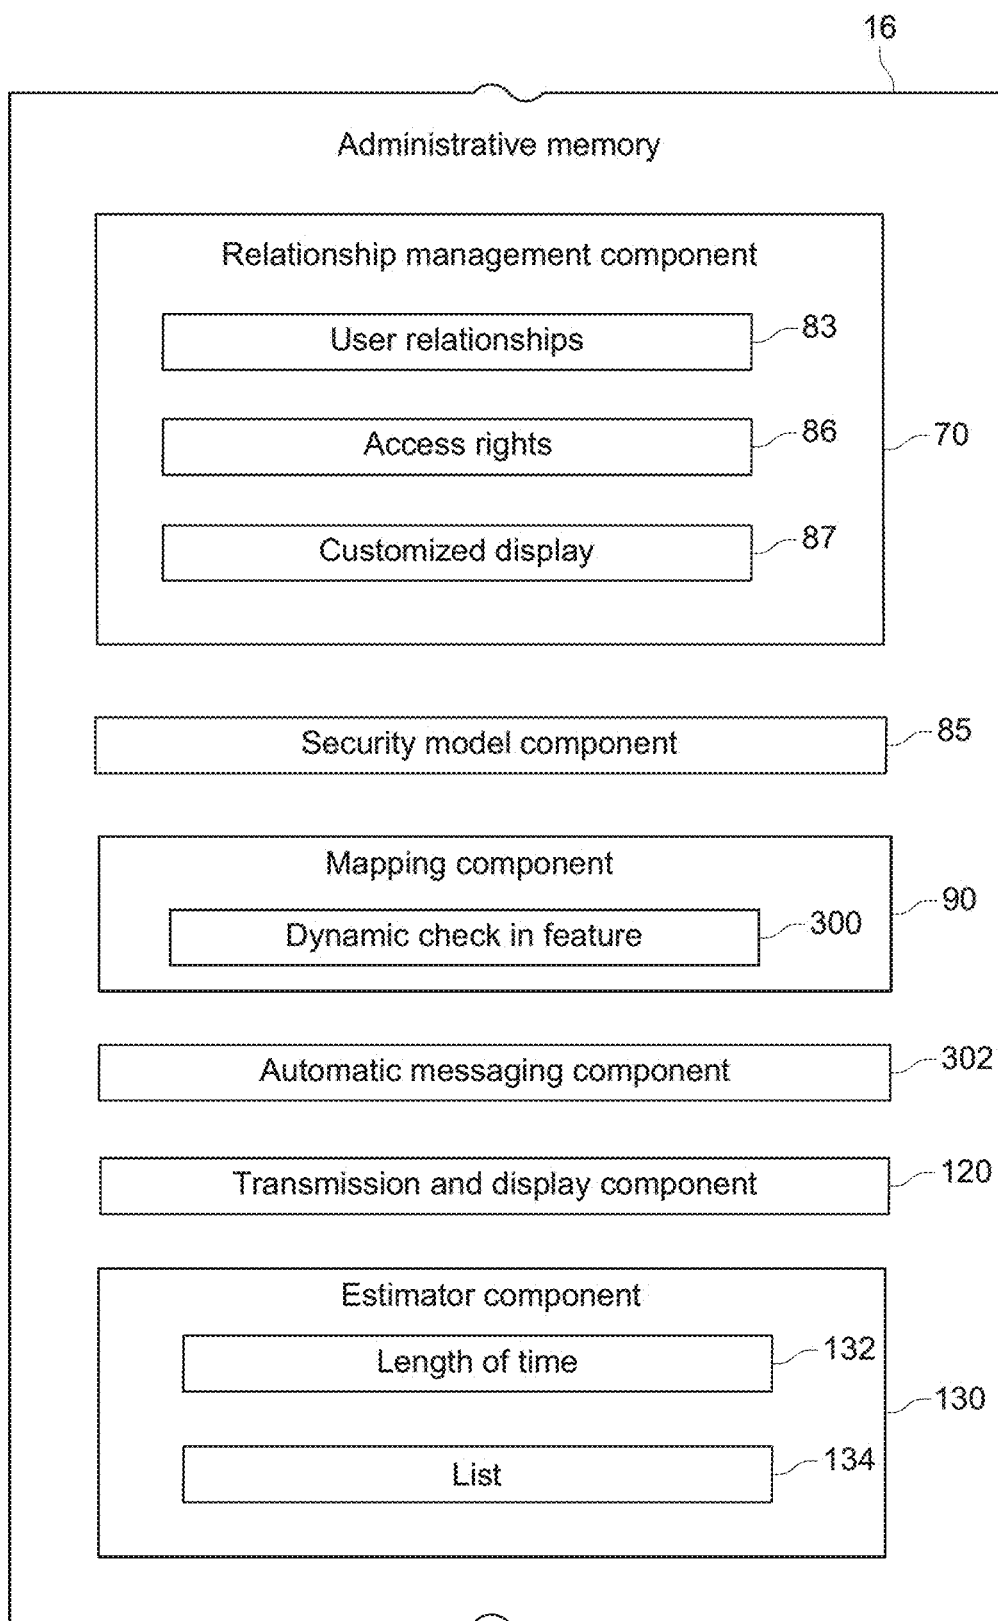 16
Administrative memory
Relationship management component
User relationships
83
Access rights
86
70
Customized display
87
Security model component
85
Mapping component
90
Dynamic check in feature
300
Automatic messaging component
302
Transmission and display component
120
Estimator component
Length of time
132
130
List
134